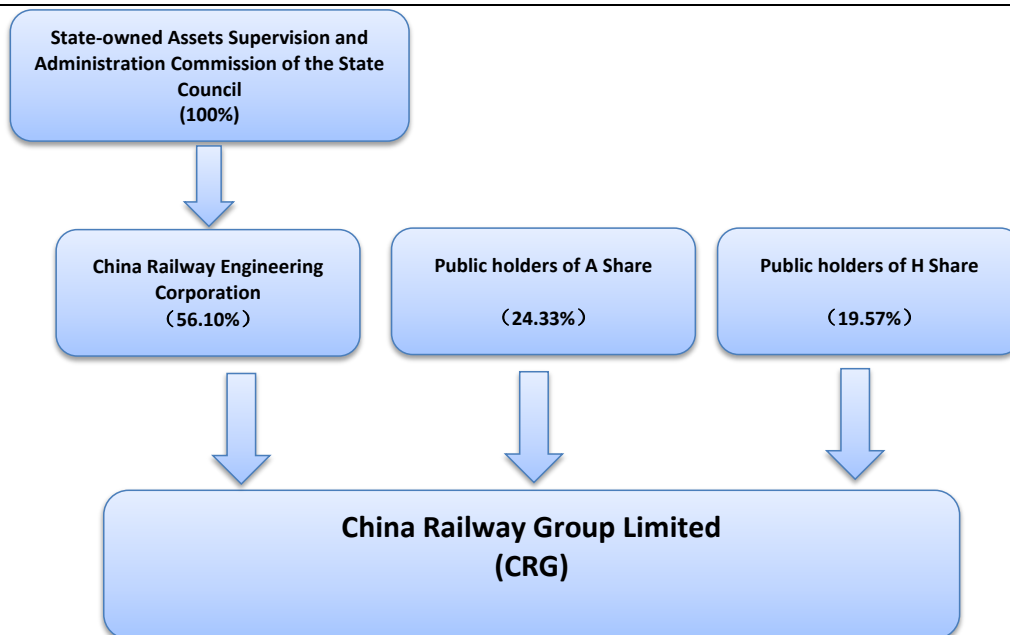 State-owned Assets Supervision and
Administration Commission of the State
Council
(100%)
China Railway Engineering
Corporation
（56.10%）
Public holders of A Share
（24.33%）
Public holders of H Share
（19.57%）
China Railway Group Limited
(CRG)